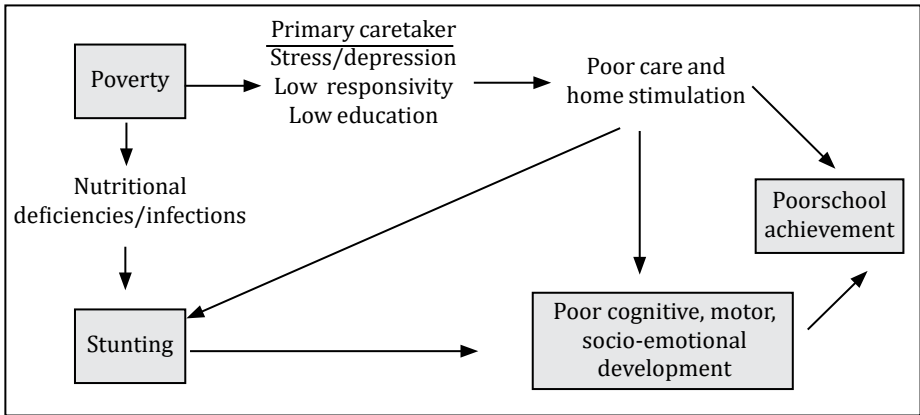 Poverty
Primary caretaker
Stress/depression
Low responsivity
Low education
Poor care and
home stimulation
Nutritional
deficiencies/infections
Poorschool
achievement
Stunting
Poor cognitive, motor,
socio-emotional
development